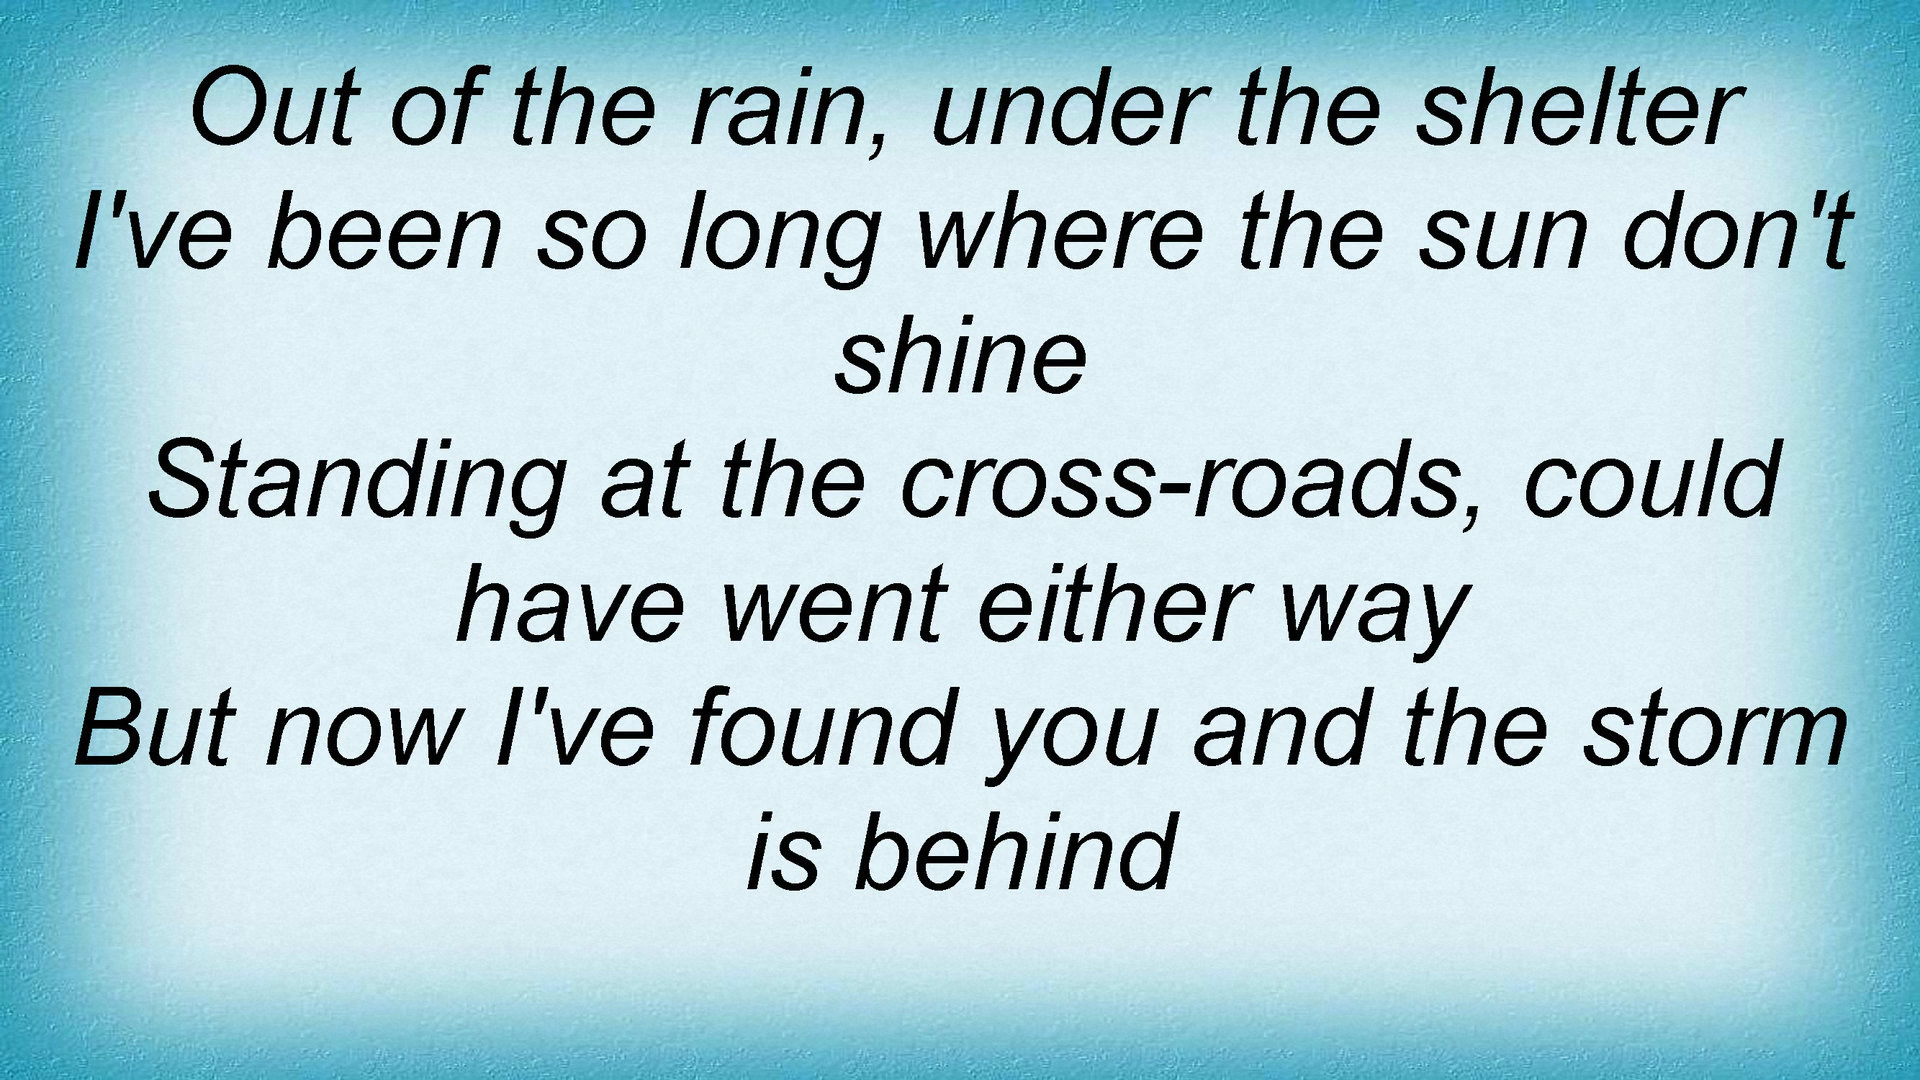 Out of the rain, under the shelter
I've been so long where the sun don't
shine
Standing at the cross-roads, could
have went either way
But now I've found you and the storm
is behind